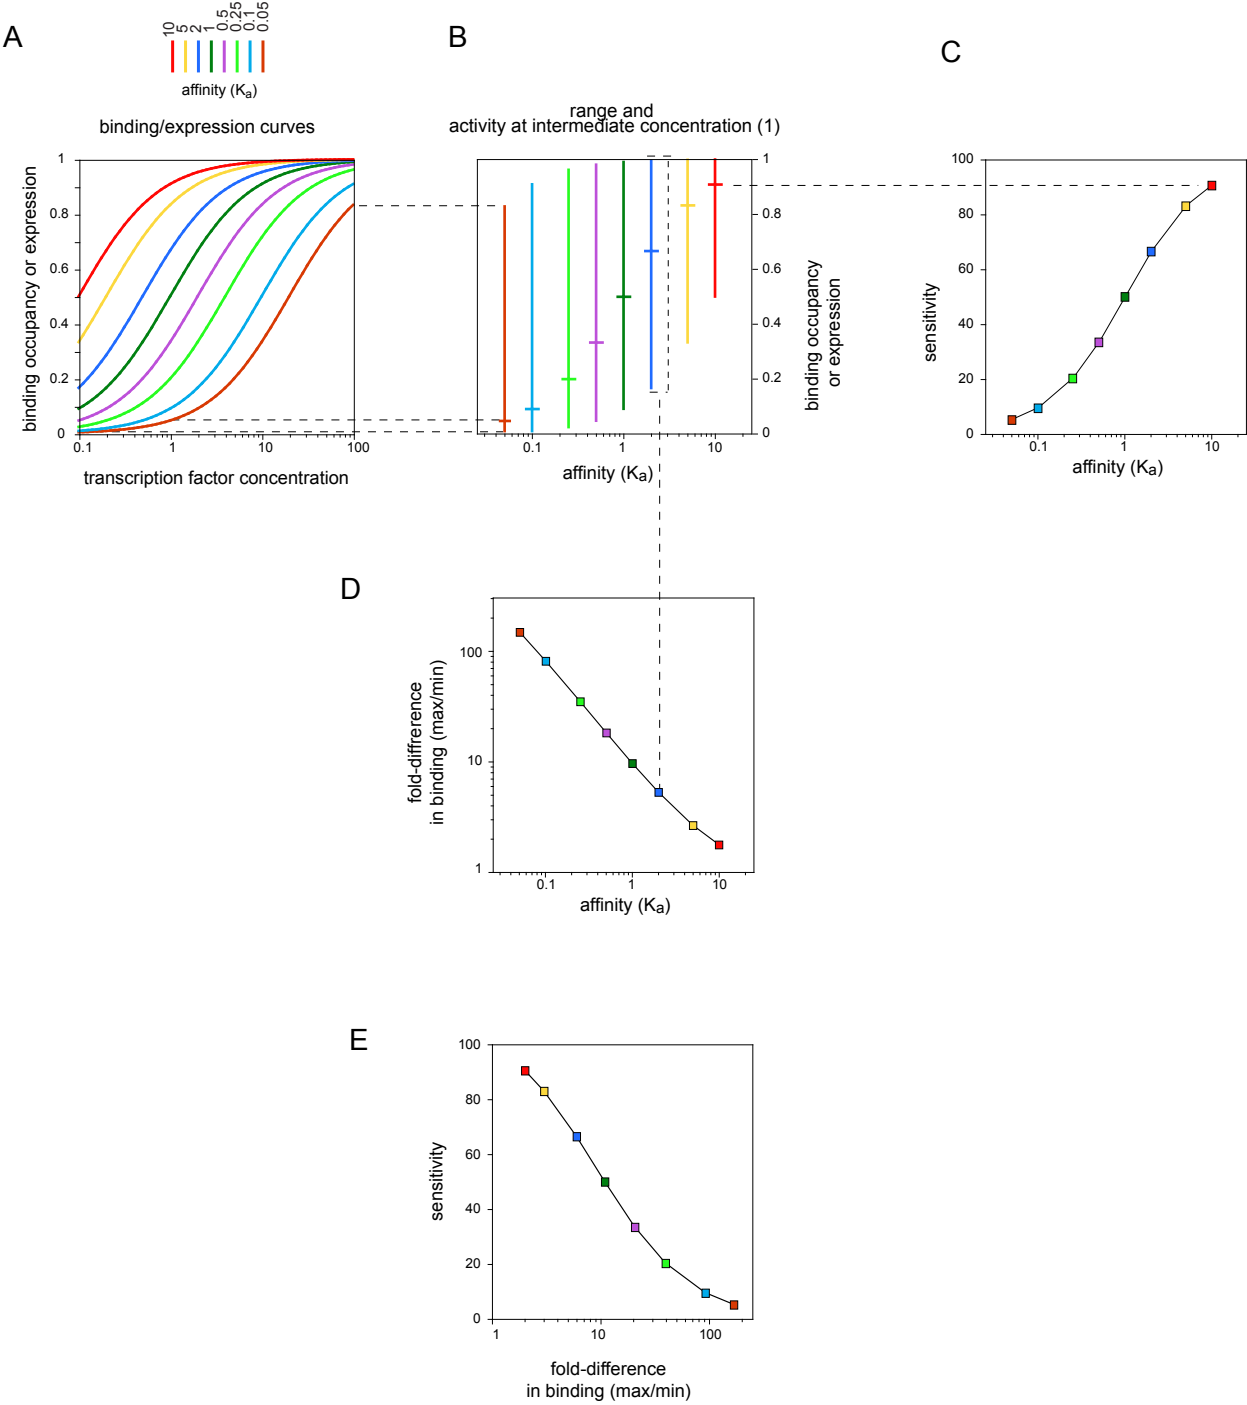 A
10
5
2
1
0.5
0.25
0.1
0.05
affinity (Ka)
binding/expression curves
binding occupancy or expression
1
0.8
0.6
0.4
0.2
0
0.1
1
10
100
transcription factor concentration
B
range and
activity at intermediate concentration (1)
1
0.8
0.6
0.4
0.2
0
binding occupancy
or expression
0.1
1
10
affinity (Ka)
C
sensitivity
100
80
60
40
20
0
0.1
1
10
affinity (Ka)
D
fold-diffrerence
in binding (max/min)
100
10
1
0.1
1
10
affinity (Ka)
E
sensitivity
100
80
60
40
20
0
1
10
100
fold-difference
in binding (max/min)